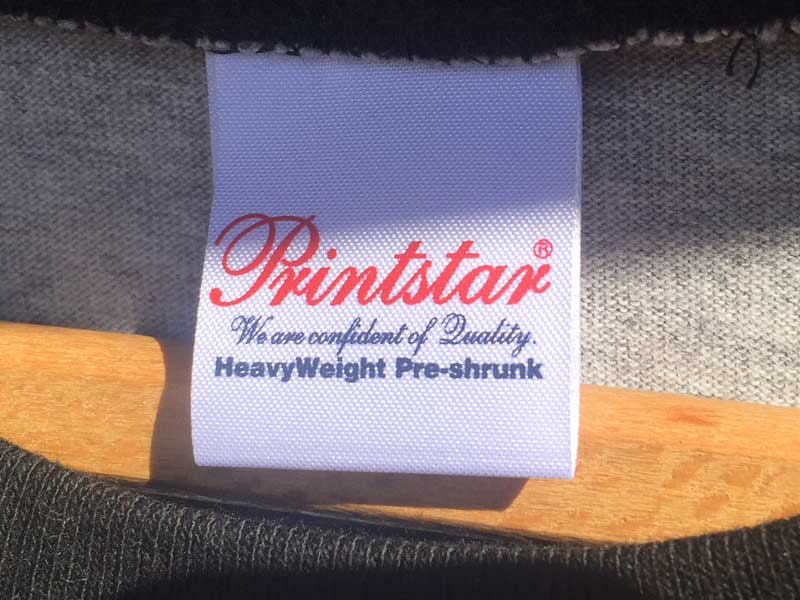 Printstar®
We are confident of Quality.
HeavyWeight Pre-shrunk